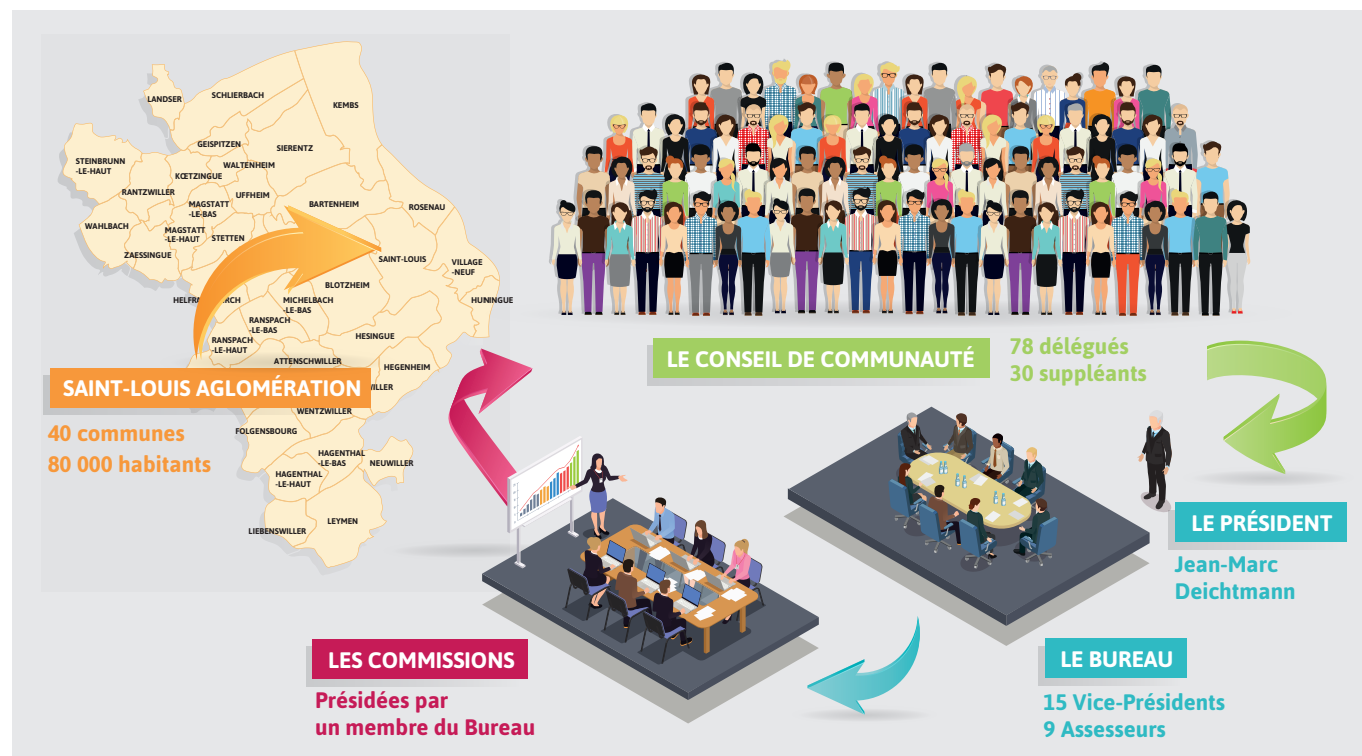 LANDSER
SCHLIERBACH
KEMBS
GEISPITZEN
SIERENTZ
STEINBRUNN
-LE-HAUT
WALTENHEIM
KŒTZINGUE
RANTZWILLER
UFFHEIM
MAGSTATT
-LE-BAS
BARTENHEIM
ROSENAU
WAHLBACH
MAGSTATT
-LE-HAUT
STETTEN
ZAESSINGUE
SAINT-LOUIS
VILLAGE
-NEUF
BLOTZHEIM
HUNINGUE
MICHELBACH
-LE-BAS
RANSPACH
-LE-BAS
HESINGUE
RANSPACH
-LE-HAUT
ATTENSCHWILLER
HEGENHEIM
WENTZWILLER
FOLGENSBOURG
HAGENTHAL
-LE-BAS
NEUWILLER
HAGENTHAL
-LE-HAUT
LEYMEN
LIEBENSWILLER
SAINT-LOUIS AGLOMÉRATION
40 communes
80 000 habitants
LE CONSEIL DE COMMUNAUTÉ
78 délégués
30 suppléants
LE PRÉSIDENT
Jean-Marc
Deichtmann
LE BUREAU
15 Vice-Présidents
9 Assesseurs
LES COMMISSIONS
Présidées par
un membre du Bureau